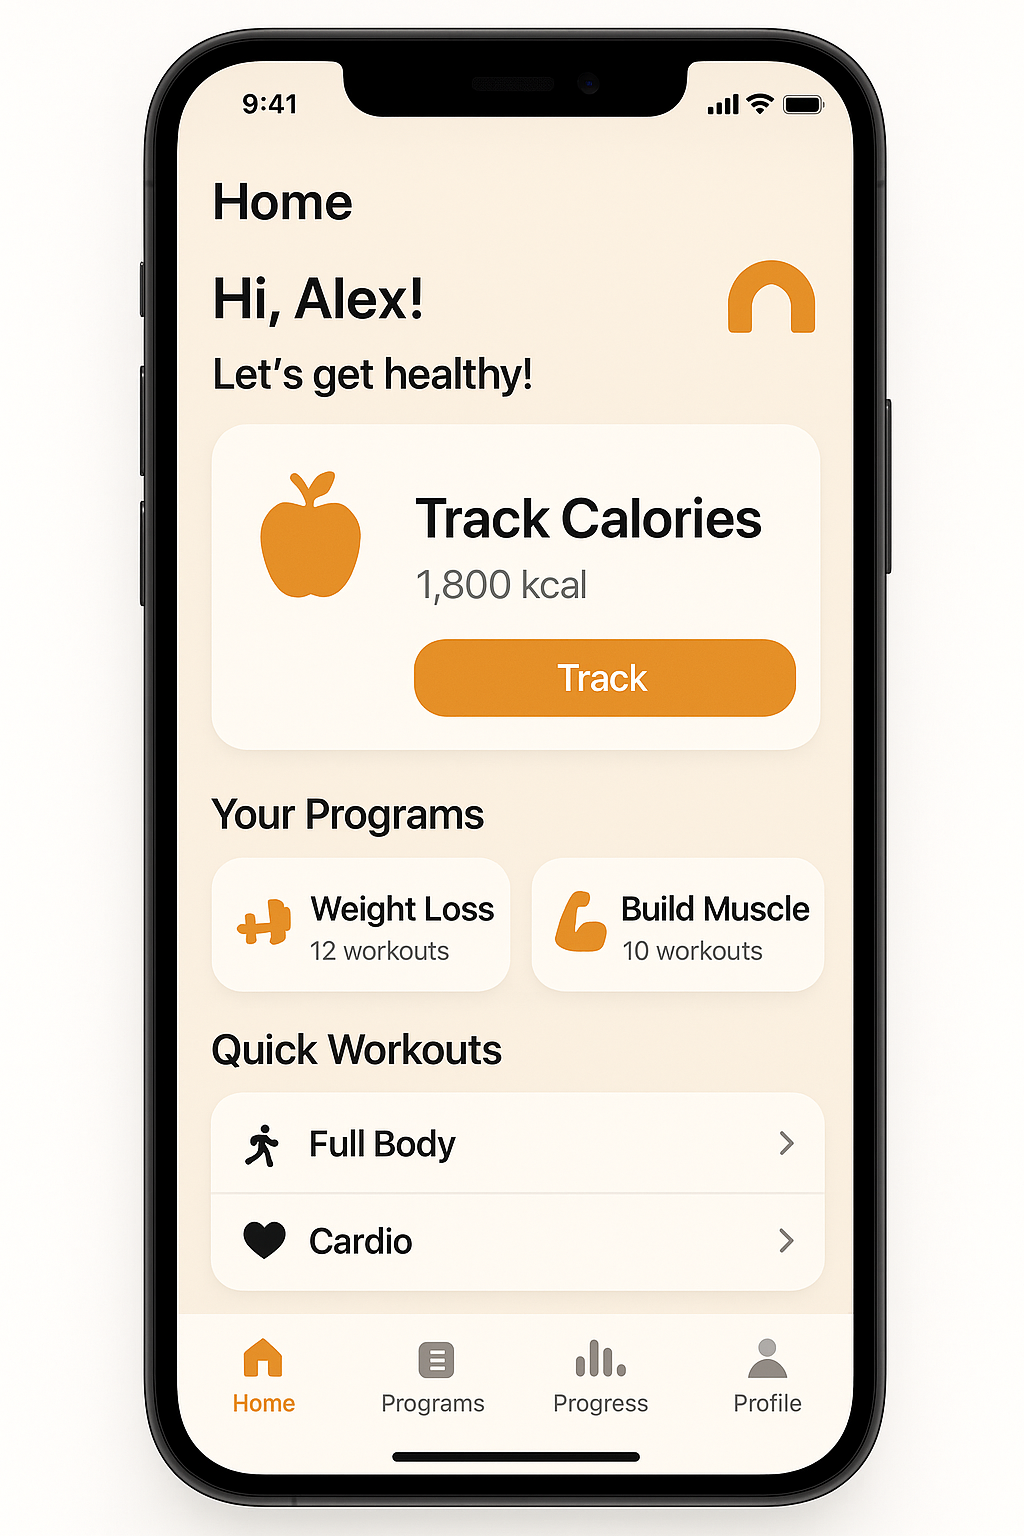 9:41
Home
Hi, Alex!
Let’s get healthy!
Track Calories
1,800 kcal
Track
Your Programs
Weight Loss
12 workouts
Build Muscle
10 workouts
Quick Workouts
Full Body
Cardio
Home
Programs
Progress
Profile